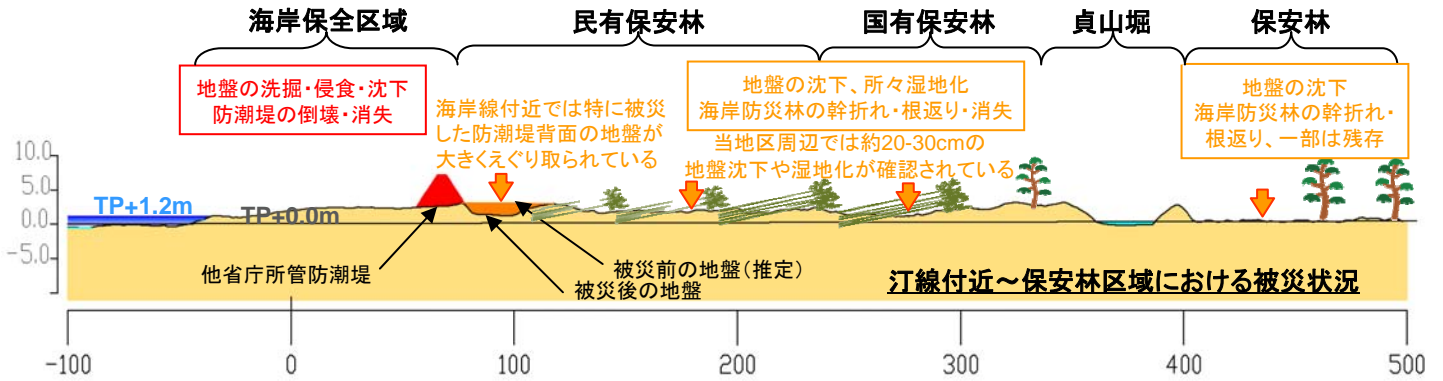 海岸保全区域
民有保安林
国有保安林
貞山堀
保安林
地盤の洗掘・侵食・沈下
防潮堤の倒壊・消失
海岸線付近では特に被災
した防潮堤背面の地盤が
大きくえぐり取られている
地盤の沈下、所々湿地化
海岸防災林の幹折れ・根返り・消失
当地区周辺では約20-30cmの
地盤沈下や湿地化が確認されている
地盤の沈下
海岸防災林の幹折れ・
根返り、一部は残存
10.0
5.0
0.0
-5.0
TP+1.2m
TP+0.0m
他省庁所管防潮堤
被災前の地盤（推定）
被災後の地盤
汀線付近～保安林区域における被災状況
-100
0
100
200
300
400
500